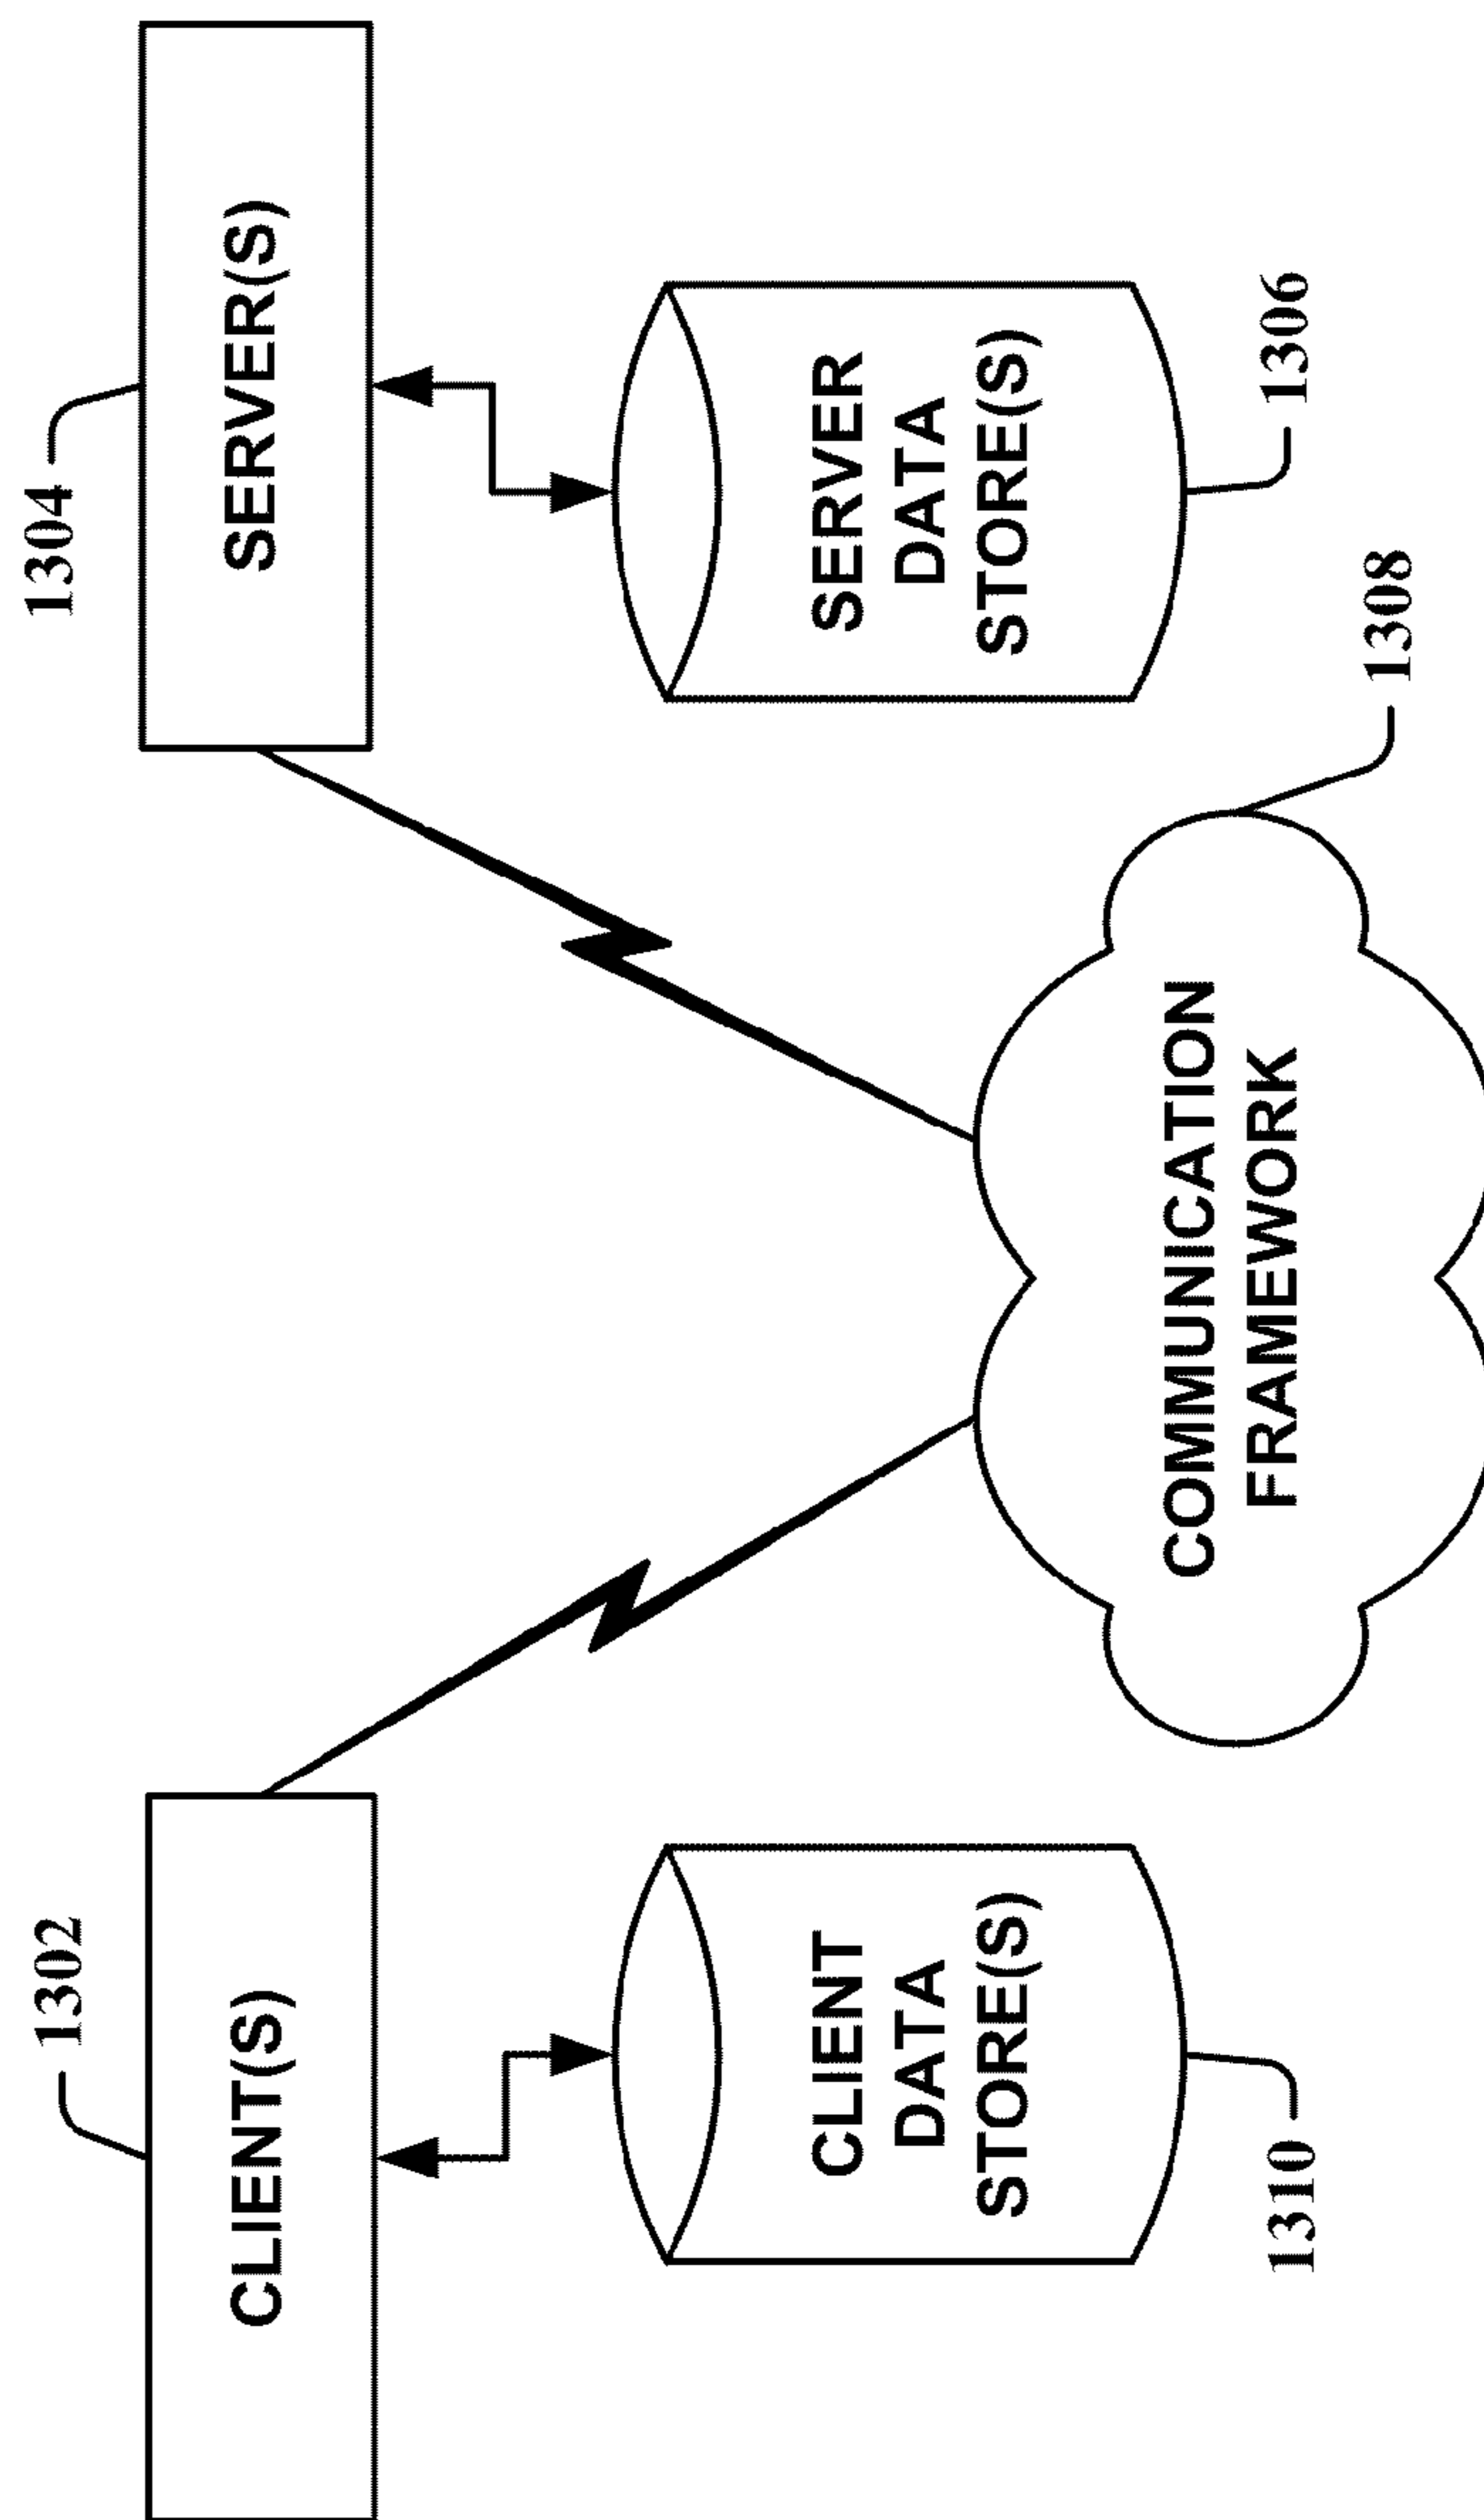 1302
CLIENT(S)
1304
SERVER(S)
CLIENT
DATA
STORE(S)
1310
SERVER
DATA
STORE(S)
1306
COMMUNICATION
FRAMEWORK
1308